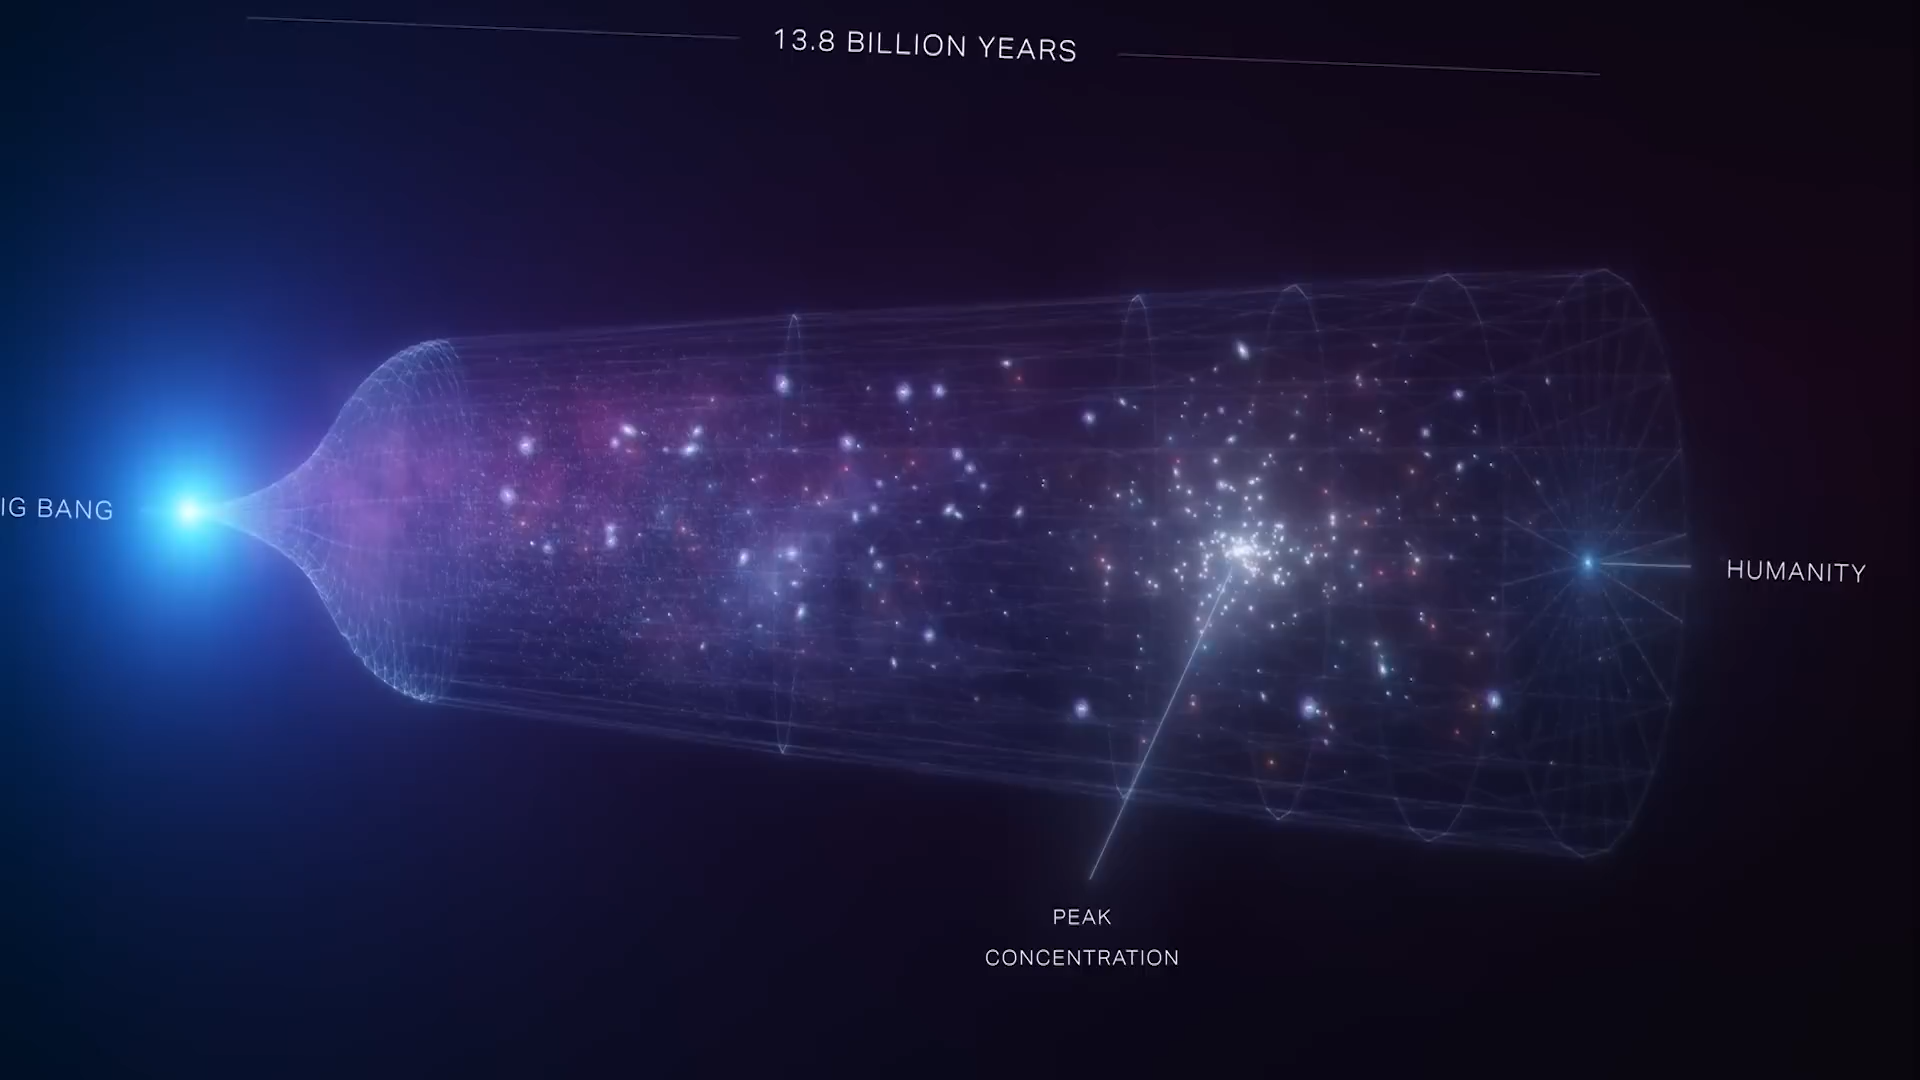 13.8 BILLION YEARS
IG BANG
HUMANITY
PEAK
CONCENTRATION